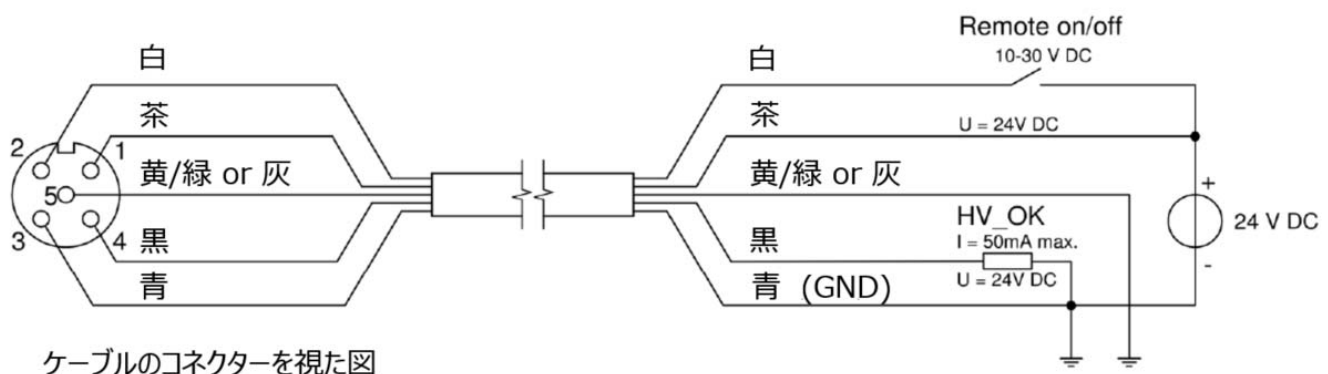 Remote on/off
10-30 V DC
白
白
茶
茶
U = 24V DC
2
1
黄/緑 or 灰
黄/緑 or 灰
5
+
24 V DC
-
HV_OK
I = 50mA max.
U = 24V DC
3
4
黒
黒
青
青 (GND)
ケーブルのコネクターを視た図